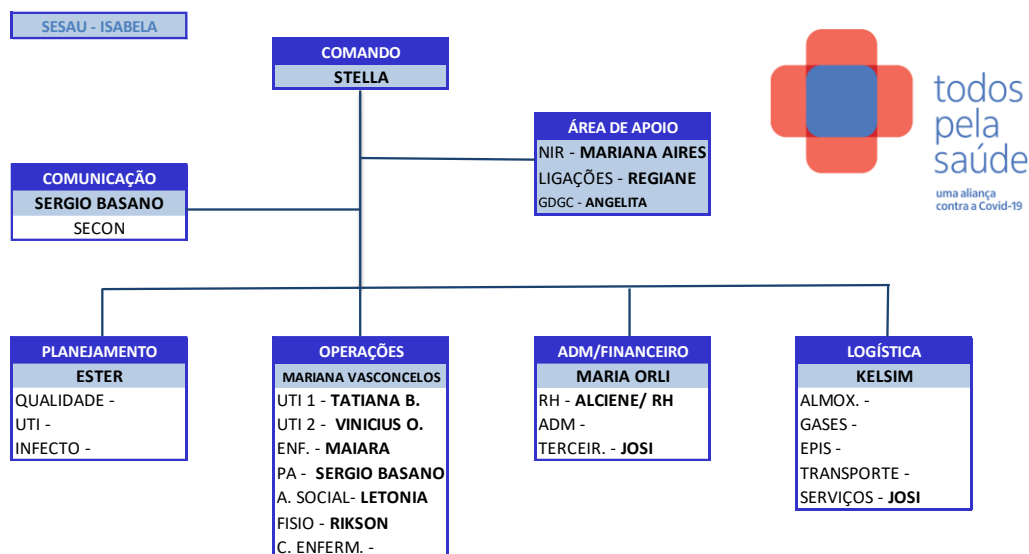 SESAU - ISABELA
COMANDO
STELLA
todos
pela
saúde
uma aliança
contra a Covid-19
ÁREA DE APOIO
NIR - MARIANA AIRES
LIGAÇÕES - REGIANE
GDGC - ANGELITA
COMUNICAÇÃO
SERGIO BASANO
SECON
PLANEJAMENTO
ESTER
QUALIDADE -
UTI -
INFECTO -
OPERAÇÕES
MARIANA VASCONCELOS
UTI 1 - TATIANA B.
UTI 2 - VINICIUS O.
ENF. - MAIARA
PA - SERGIO BASANO
A. SOCIAL- LETONIA
FISIO - RIKSON
C. ENFERM. -
ADM/FINANCEIRO
MARIA ORLI
RH - ALCIENE/ RH
ADM -
TERCEIR. - JOSI
LOGÍSTICA
KELSIM
ALMOX. -
GASES -
EPIS -
TRANSPORTE -
SERVIÇOS - JOSI